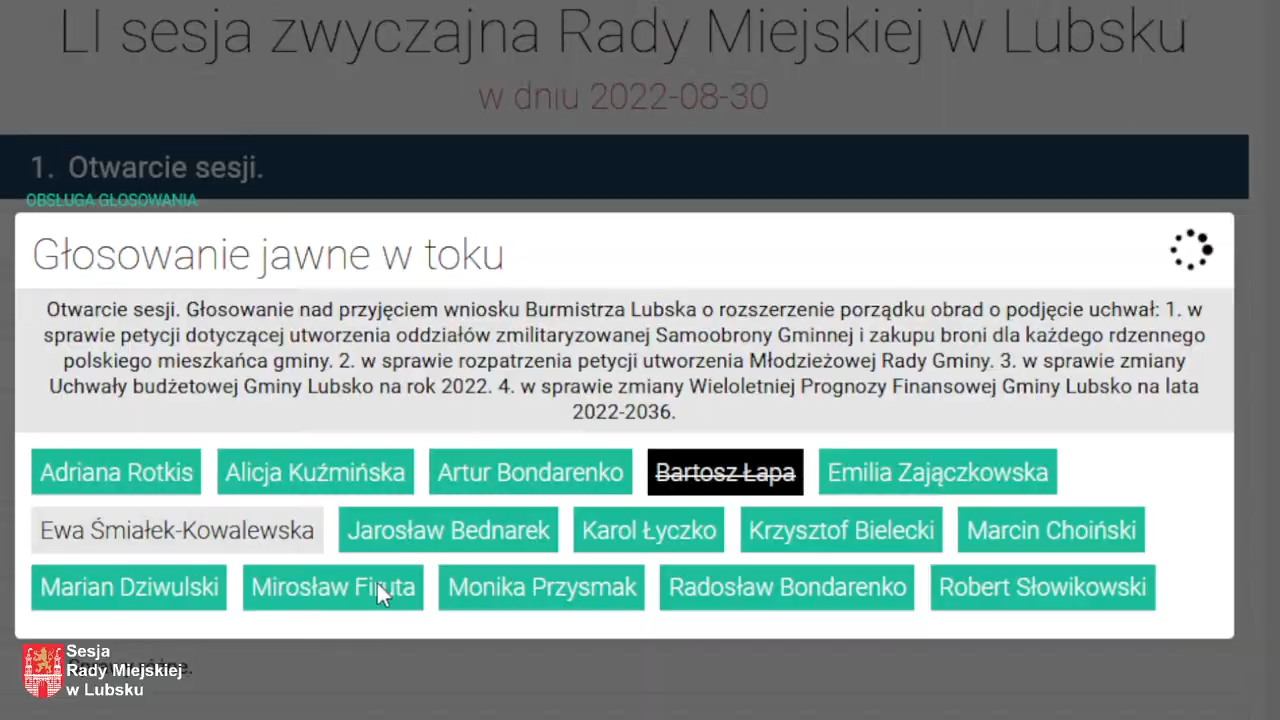 LI sesja zwyczajna Rady Miejskiej w Lubsku
w dniu 2022-08-30
1. Otwarcie sesji.
OBSŁUGA GŁOSOWANIA
Głosowanie jawne w toku
Otwarcie sesji. Głosowanie nad przyjęciem wniosku Burmistrza Lubska o rozszerzenie porządku obrad o podjęcie uchwał: 1. w
sprawie petycji dotyczącej utworzenia oddziałów zmilitaryzowanej Samoobrony Gminnej i zakupu broni dla każdego rdzennego
polskiego mieszkańca gminy. 2. w sprawie rozpatrzenia petycji utworzenia Młodzieżowej Rady Gminy. 3. w sprawie zmiany
Uchwały budżetowej Gminy Lubsko na rok 2022. 4. w sprawie zmiany Wieloletniej Prognozy Finansowej Gminy Lubsko na lata
2022-2036.
Adriana Rotkis Alicja Kuźmińska Artur Bondarenko Bartosz Łapa Emilia Zajączkowska
Ewa Śmiałek-Kowalewska Jarosław Bednarek Karol Łyczko Krzysztof Bielecki Marcin Choiński
Marian Dziwulski Mirosław Monika Przysmak Radosław Bondarenko Robert Słowikowski
Sesja
Rady Miejskiej
w Lubsku